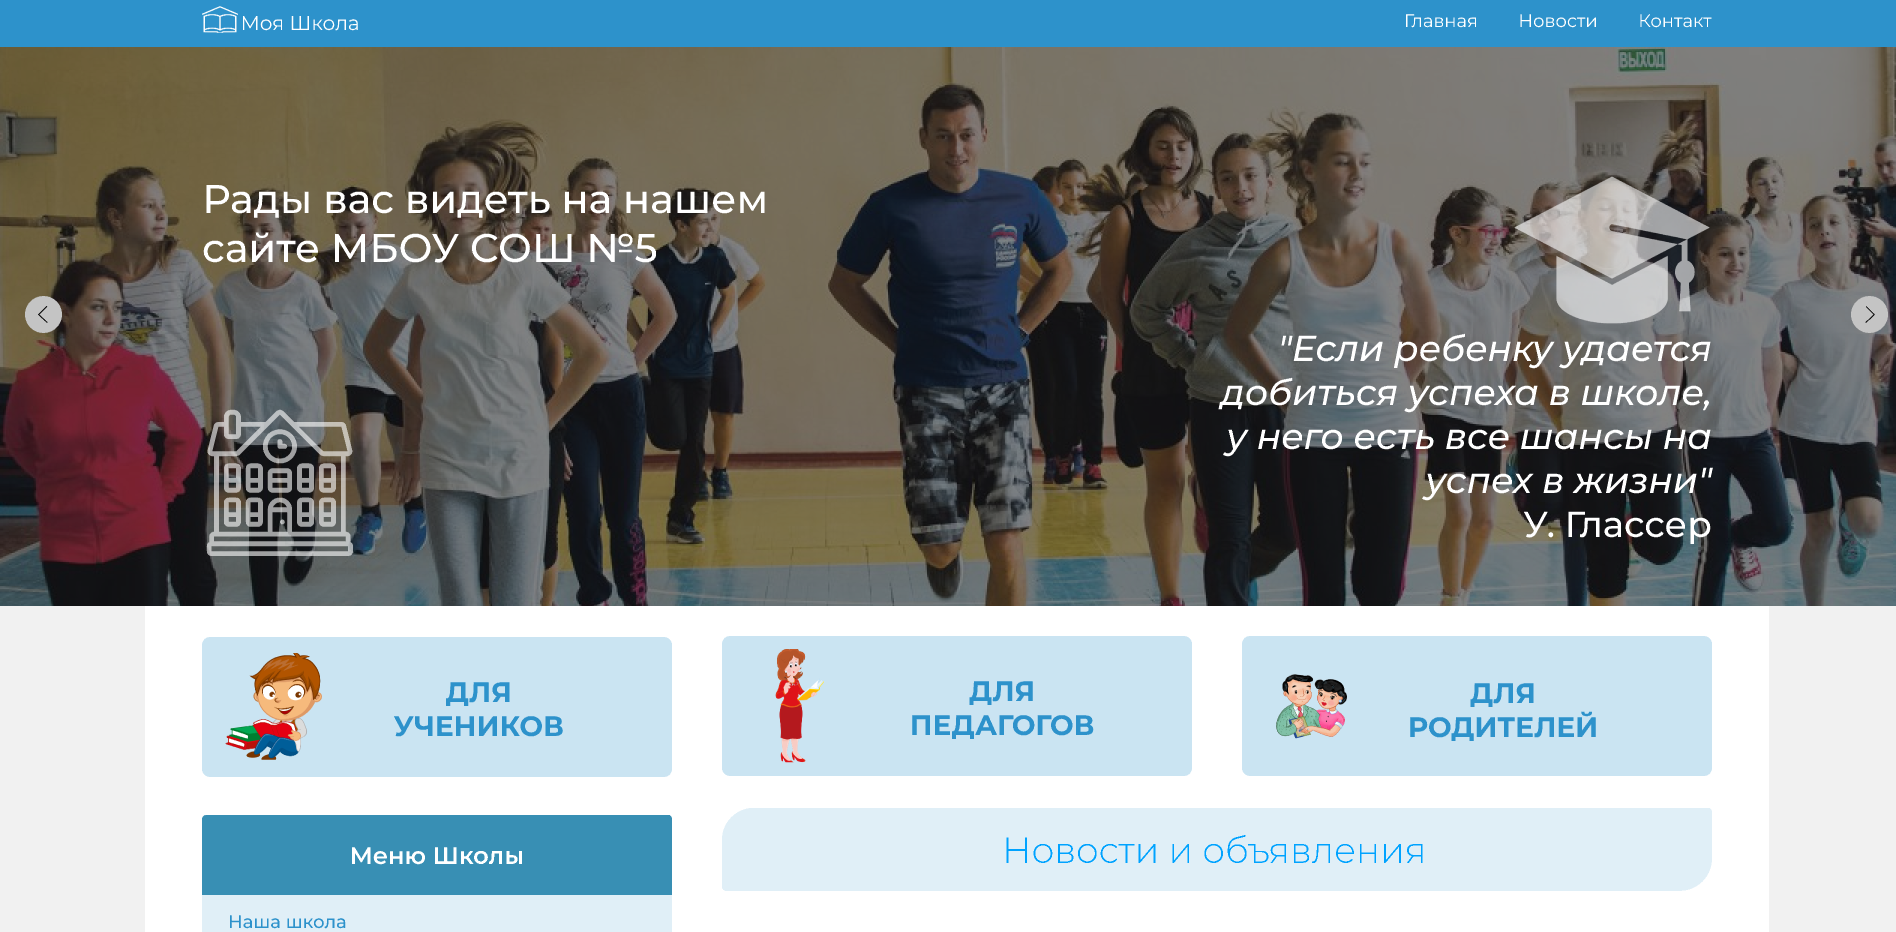 Моя Школа
Главная
Новости
Контакт
ВЫХОД
Рады вас видеть на нашем
сайте МБОУ СОШ №5
AS
"Если ребенку удается
добиться успеха в школе,
у него есть все шансы на
успех в жизни"
У. Глассер
ДЛЯ
УЧЕНИКОВ
ДЛЯ
ПЕДАГОГОВ
ДЛЯ
РОДИТЕЛЕЙ
Меню Школы
Новости и объявления
Наша школа